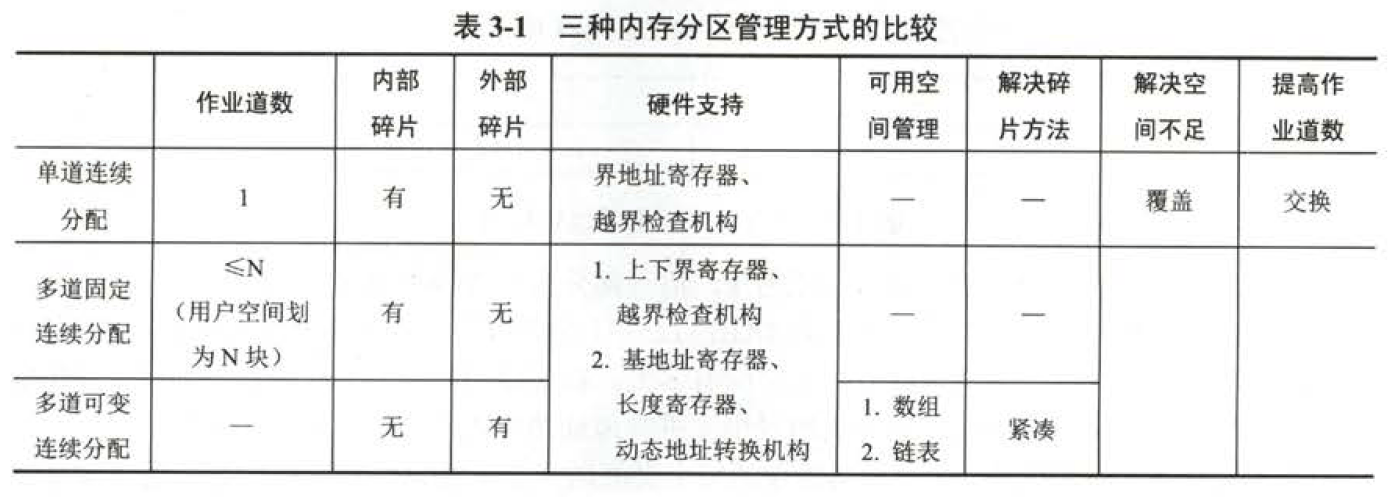 表 3-1 三种内存分区管理方式的比较
作业道数 内部碎片 外部碎片 硬件支持 可用空间管理 解决碎片方法 解决空间不足 提高作业道数
单道连续分配 1 有 无 界地址寄存器、越界检查机构 — — 覆盖 交换
多道固定连续分配 ≤N（用户空间划为 N 块） 有 无 1. 上下界寄存器、越界检查机构 — —
2. 基地址寄存器、长度寄存器、动态地址转换机构
多道可变连续分配 — 无 有 1. 数组 2. 链表 紧凑